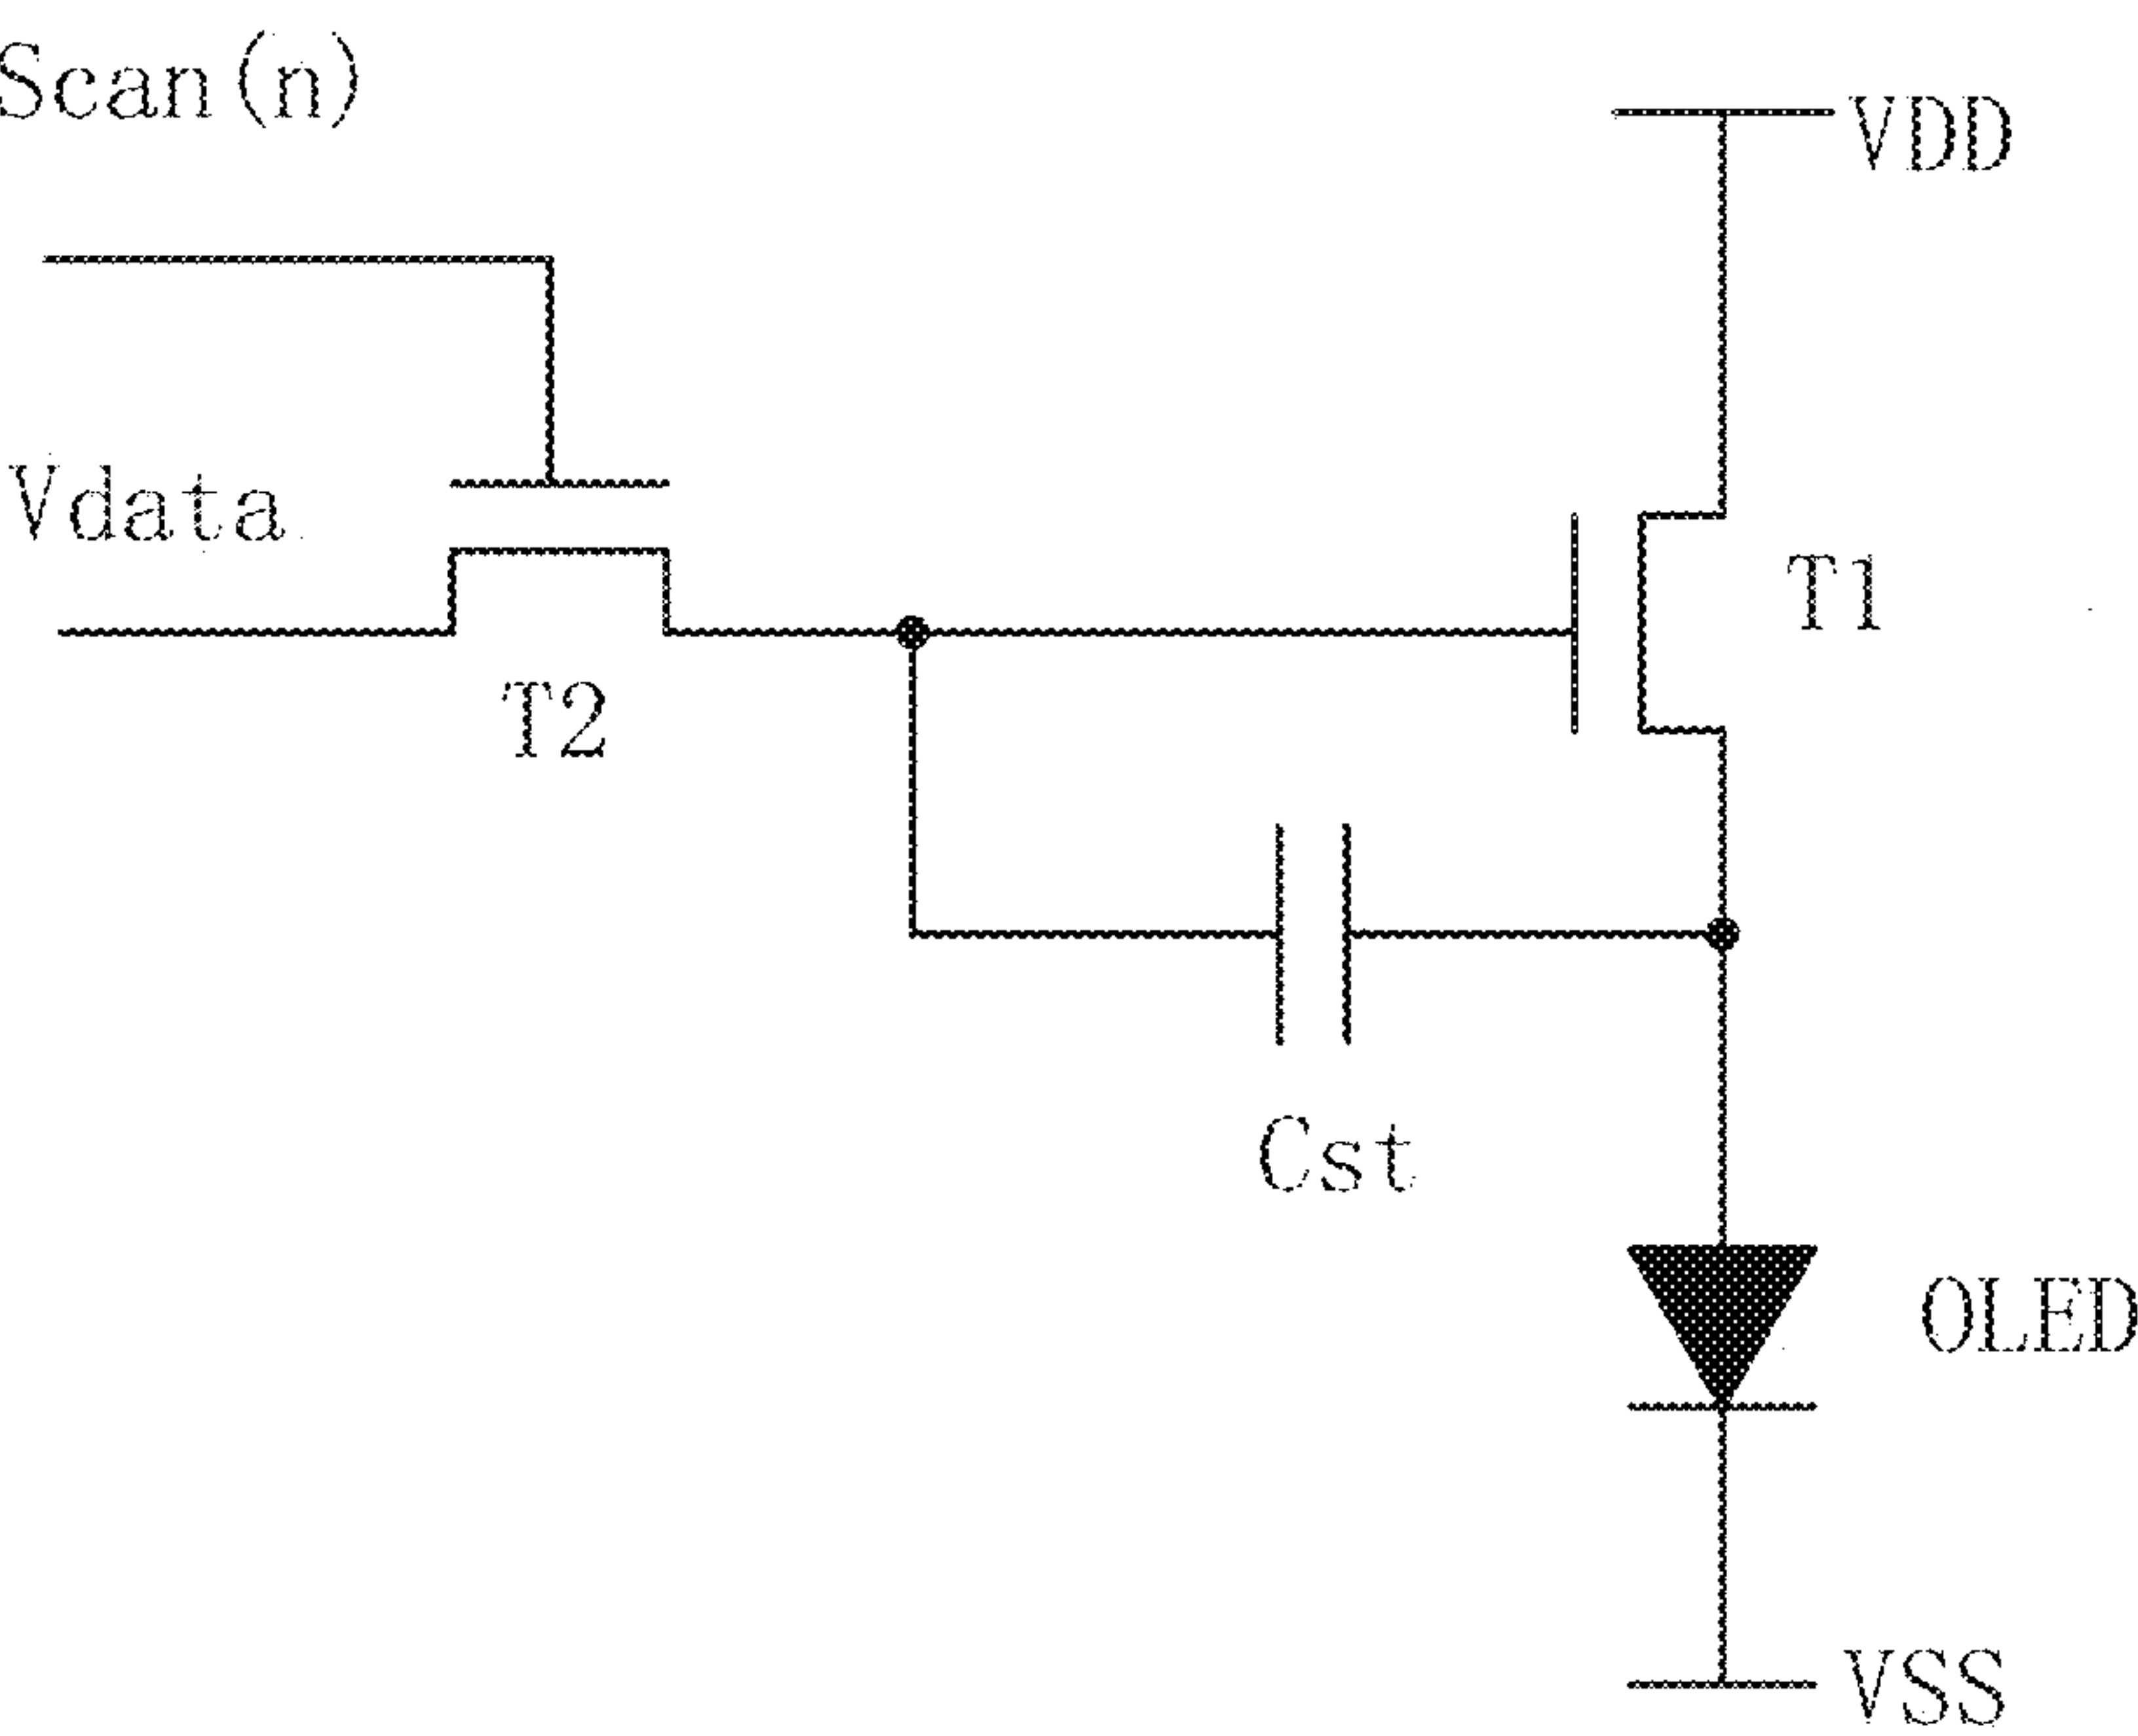 Scan(n)
VDD
Vdata
T1
T2
Cst
OLED
VSS